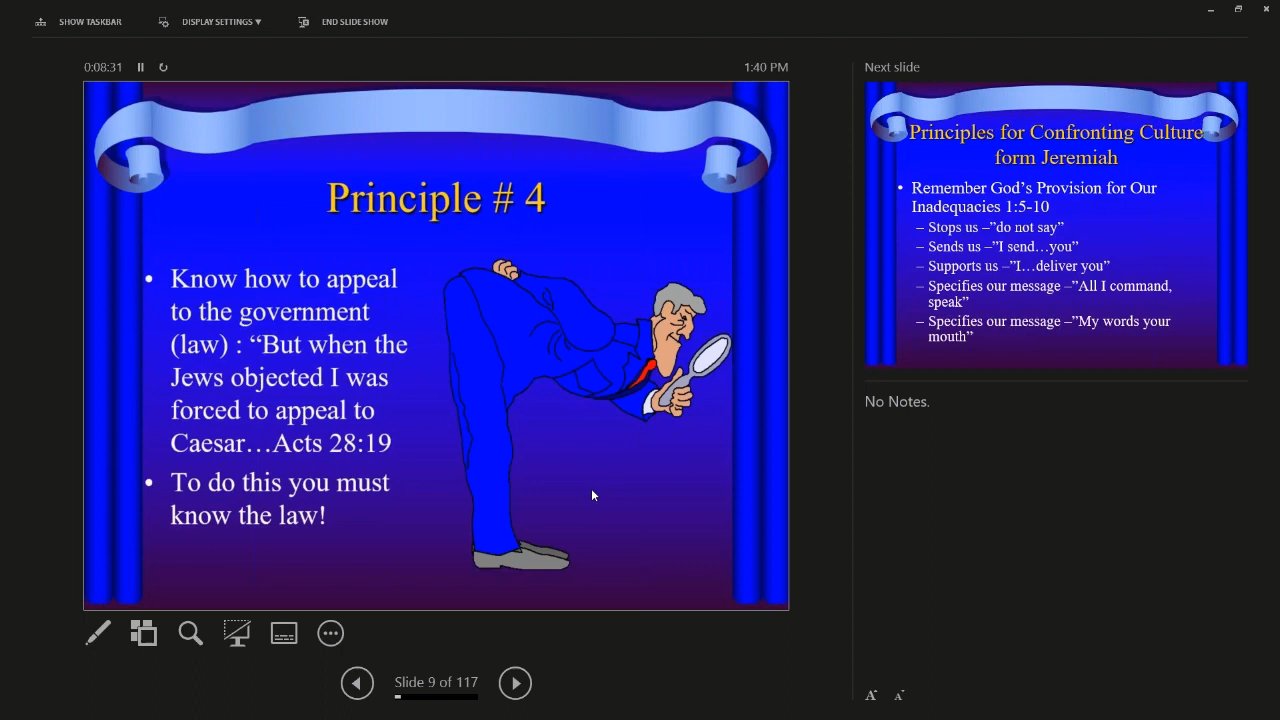 SHOW TASKBAR
DISPLAY SETTINGS ▼
END SLIDE SHOW
0:08:31
1:40 PM
Principle # 4
• Know how to appeal
to the government
(law) : “But when the
Jews objected I was
forced to appeal to
Caesar…Acts 28:19
• To do this you must
know the law!
Slide 9 of 117
Next slide
Principles for Confronting Culture
form Jeremiah
• Remember God’s Provision for Our
Inadequacies 1:5-10
– Stops us –”do not say”
– Sends us –”I send…you”
– Supports us –”I…deliver you”
– Specifies our message –”All I command,
speak”
– Specifies our message –”My words your
mouth”
No Notes.
A A